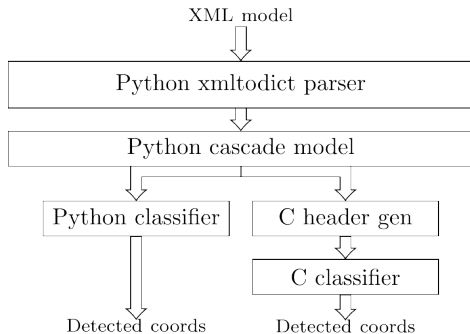 XML model
Python xmltodict parser
Python cascade model
Python classifier
C header gen
C classifier
Detected coords
Detected coords